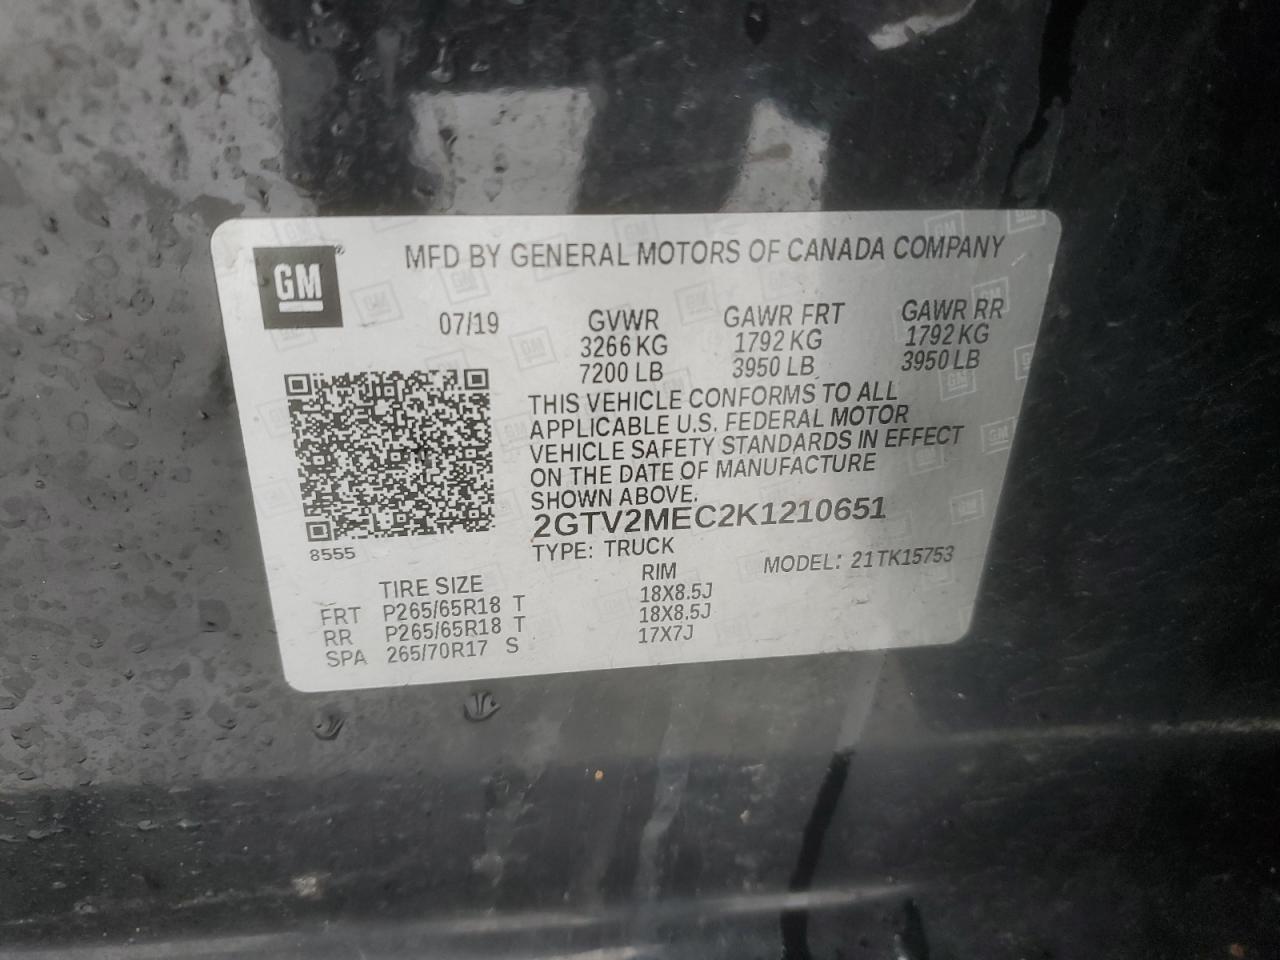 GM
MFD BY GENERAL MOTORS OF CANADA COMPANY
07/19
GVWR GAWR FRT GAWR RR
3266 KG 1792 KG 1792 KG
7200 LB 3950 LB 3950 LB
THIS VEHICLE CONFORMS TO ALL
APPLICABLE U.S. FEDERAL MOTOR
VEHICLE SAFETY STANDARDS IN EFFECT
ON THE DATE OF MANUFACTURE
SHOWN ABOVE.
2GTV2MEC2K1210651
8555
TYPE: TRUCK MODEL: 21TK15753
TIRE SIZE RIM
FRT P265/65R18 T 18X8.5J
RR P265/65R18 T 18X8.5J
SPA 265/70R17 S 17X7J